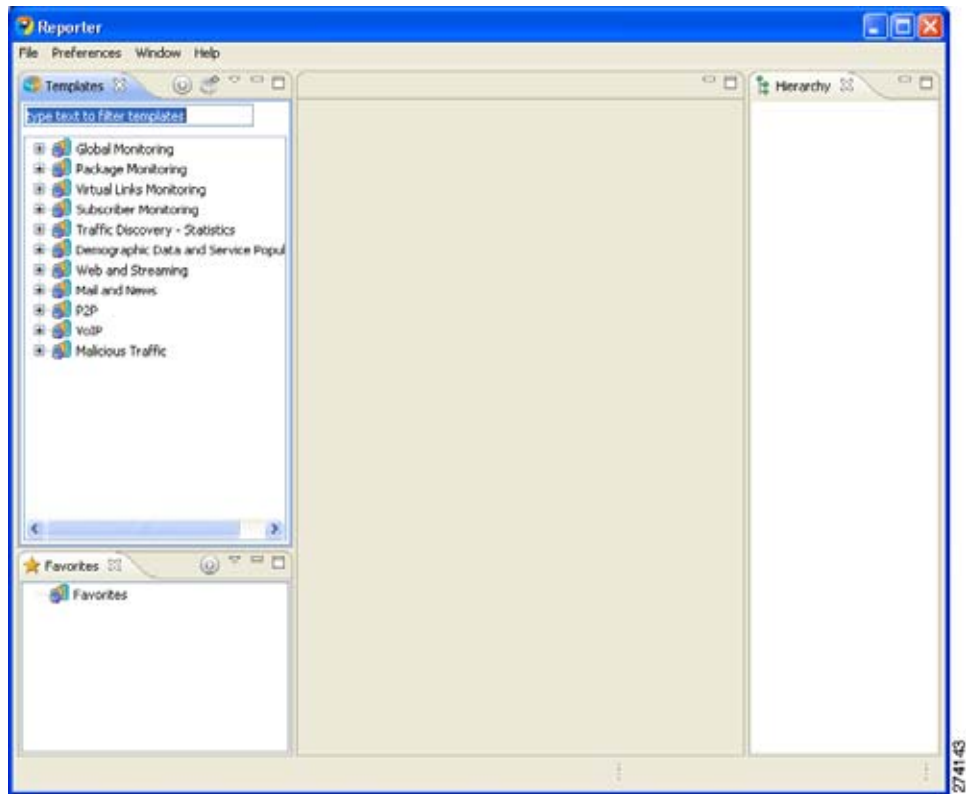 Reporter
File Preferences Window Help
Templates
type text to filter templates
Global Monitoring
Package Monitoring
Virtual Links Monitoring
Subscriber Monitoring
Traffic Discovery - Statistics
Demographic Data and Service Popul
Web and Streaming
Mail and News
P2P
VoIP
Malicious Traffic
Favorites
Favorites
Hierarchy
274143